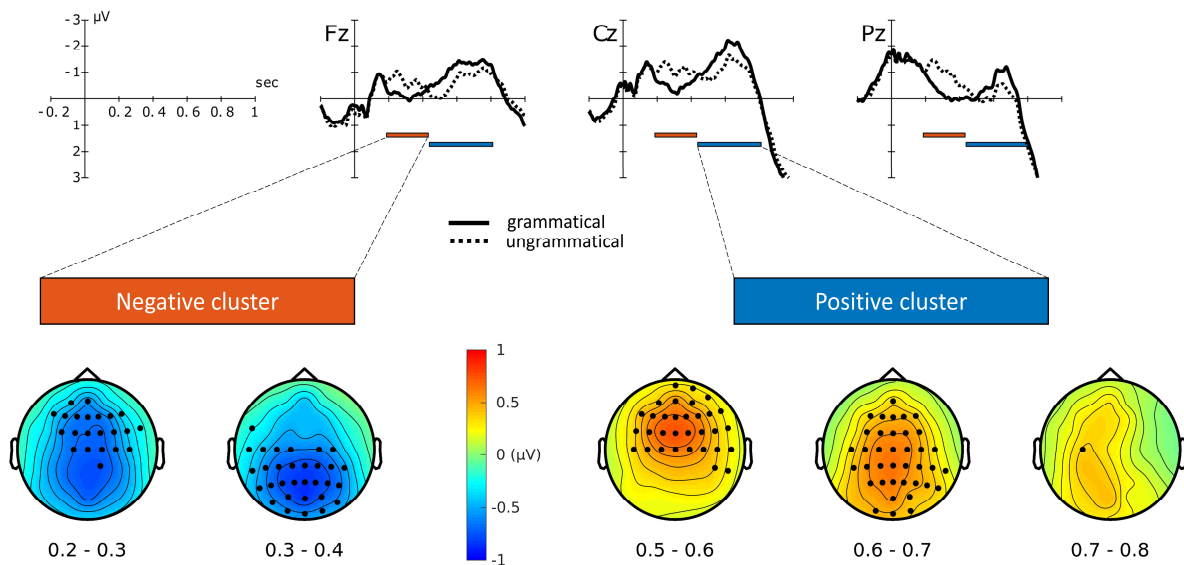 -3 μV
-2
-1
sec
-0.2 0.2 0.4 0.6 0.8 1
1
2
3
Fz
Cz
Pz
grammatical
ungrammatical
Negative cluster
Positive cluster
1
0.5
0 (μV)
-0.5
-1
0.2 - 0.3
0.3 - 0.4
0.5 - 0.6
0.6 - 0.7
0.7 - 0.8